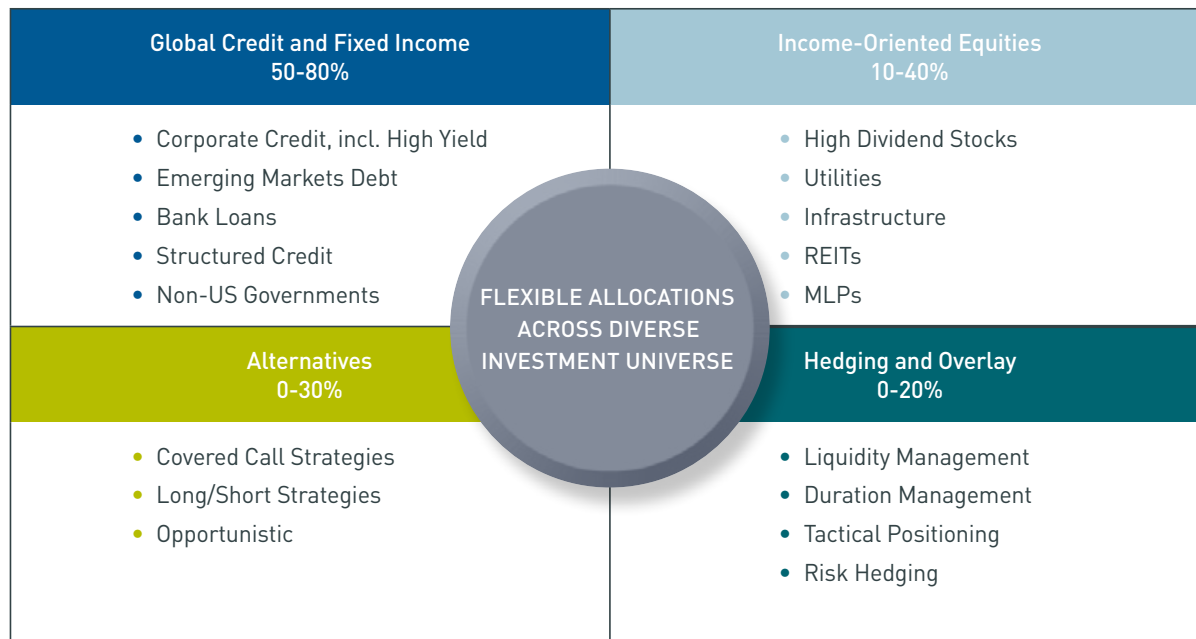 Global Credit and Fixed Income
50-80%
Corporate Credit, incl. High Yield
Emerging Markets Debt
Bank Loans
Structured Credit
Non-US Governments
Income-Oriented Equities
10-40%
High Dividend Stocks
Utilities
Infrastructure
REITs
MLPs
FLEXIBLE ALLOCATIONS
ACROSS DIVERSE
INVESTMENT UNIVERSE
Alternatives
0-30%
Covered Call Strategies
Long/Short Strategies
Opportunistic
Hedging and Overlay
0-20%
Liquidity Management
Duration Management
Tactical Positioning
Risk Hedging